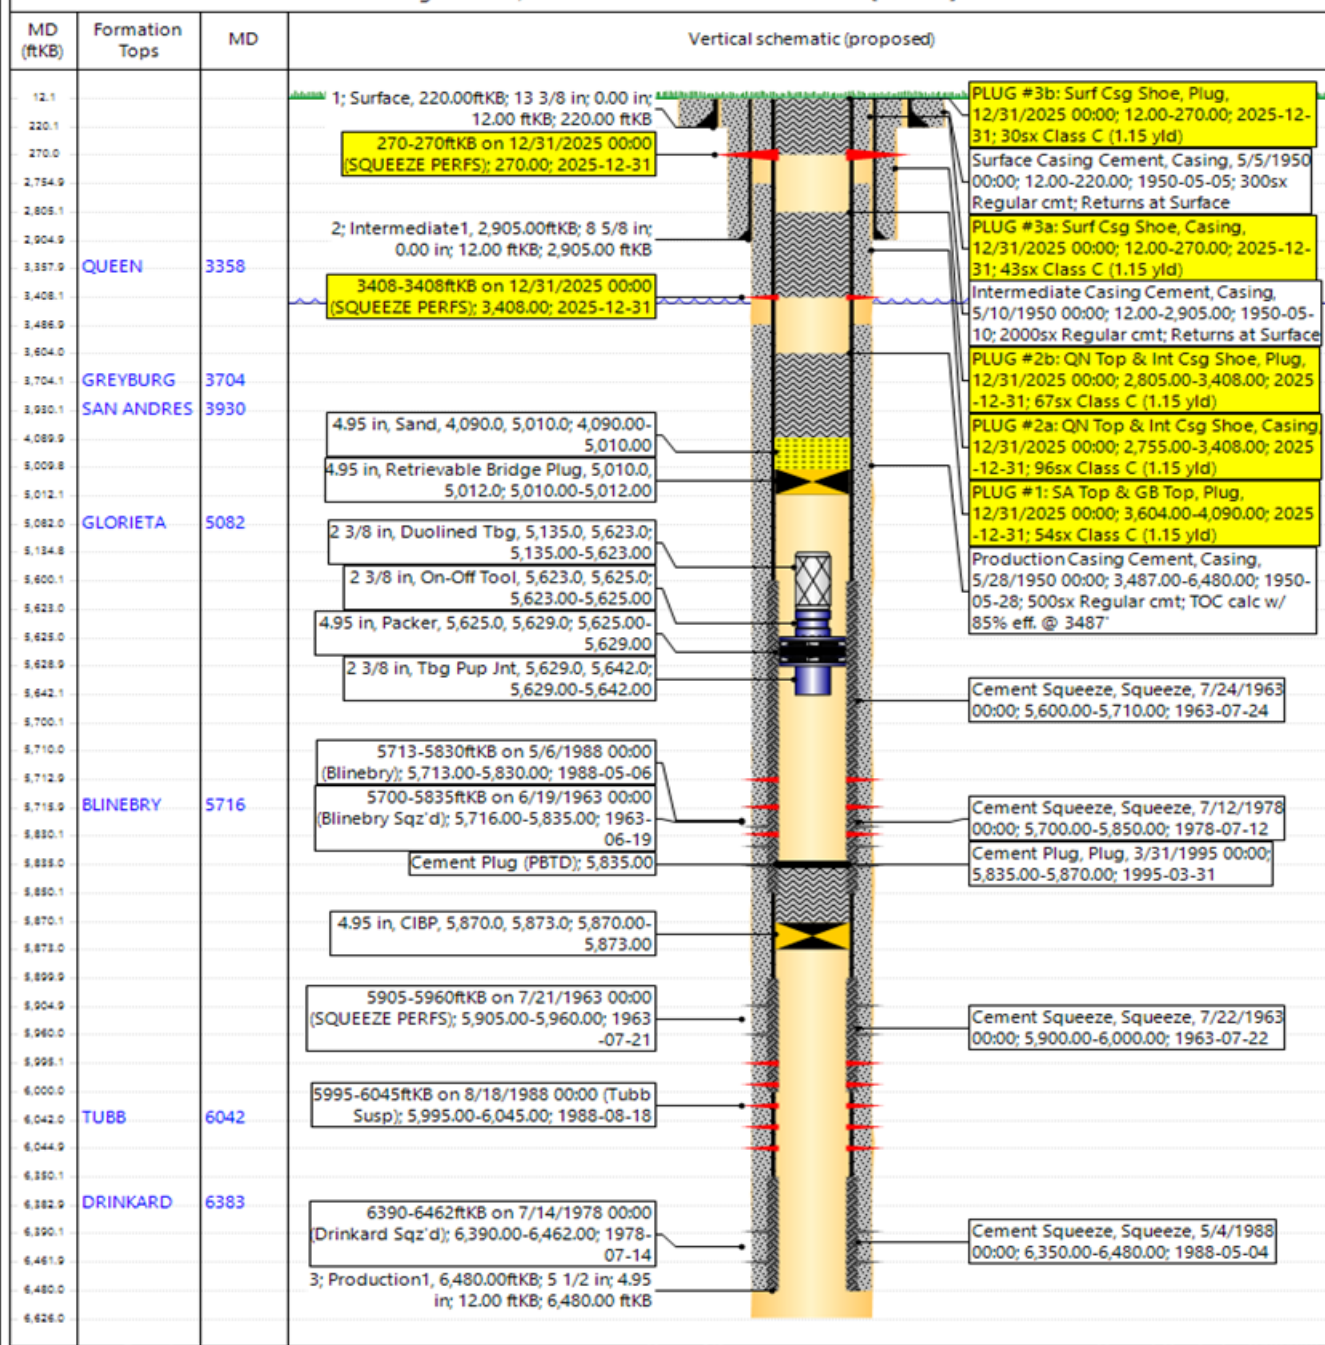 MD
(ftKB)
Formation
Tops
MD
Vertical schematic (proposed)
12.1
220.1
270.0
2,754.9
2,805.1
2,904.9
3,357.9
3,408.1
3,486.9
3,604.0
3,704.1
3,930.1
4,089.9
5,009.8
5,012.1
5,082.0
5,134.8
5,600.1
5,623.0
5,625.0
5,628.9
5,642.1
5,700.1
5,710.0
5,712.9
5,715.9
5,830.1
5,835.0
5,850.1
5,870.1
5,873.0
5,899.9
5,904.9
5,960.0
5,995.1
6,000.0
6,042.0
6,044.9
6,350.1
6,382.9
6,390.1
6,461.9
6,480.0
6,626.0
QUEEN 3358
GREYBURG 3704
SAN ANDRES 3930
GLORIETA 5082
BLINEBRY 5716
TUBB 6042
DRINKARD 6383
1; Surface, 220.00ftKB; 13 3/8 in; 0.00 in;
12.00 ftKB; 220.00 ftKB
270-270ftKB on 12/31/2025 00:00
(SQUEEZE PERFS); 270.00; 2025-12-31
2; Intermediate1, 2,905.00ftKB; 8 5/8 in;
0.00 in; 12.00 ftKB; 2,905.00 ftKB
3408-3408ftKB on 12/31/2025 00:00
(SQUEEZE PERFS); 3,408.00; 2025-12-31
4.95 in, Sand, 4,090.0, 5,010.0; 4,090.00-
5,010.00
4.95 in, Retrievable Bridge Plug, 5,010.0,
5,012.0; 5,010.00-5,012.00
2 3/8 in, Duolined Tbg, 5,135.0, 5,623.0;
5,135.00-5,623.00
2 3/8 in, On-Off Tool, 5,623.0, 5,625.0;
5,623.00-5,625.00
4.95 in, Packer, 5,625.0, 5,629.0; 5,625.00-
5,629.00
2 3/8 in, Tbg Pup Jnt, 5,629.0, 5,642.0;
5,629.00-5,642.00
5713-5830ftKB on 5/6/1988 00:00
(Blinebry); 5,713.00-5,830.00; 1988-05-06
5700-5835ftKB on 6/19/1963 00:00
(Blinebry Sqz'd); 5,716.00-5,835.00; 1963-
06-19
Cement Plug (PBTD); 5,835.00
4.95 in, CIBP, 5,870.0, 5,873.0; 5,870.00-
5,873.00
5905-5960ftKB on 7/21/1963 00:00
(SQUEEZE PERFS); 5,905.00-5,960.00; 1963
-07-21
5995-6045ftKB on 8/18/1988 00:00 (Tubb
Susp); 5,995.00-6,045.00; 1988-08-18
6390-6462ftKB on 7/14/1978 00:00
(Drinkard Sqz'd); 6,390.00-6,462.00; 1978-
07-14
3; Production1, 6,480.00ftKB; 5 1/2 in; 4.95
in; 12.00 ftKB; 6,480.00 ftKB
PLUG #3b: Surf Csg Shoe, Plug,
12/31/2025 00:00; 12.00-270.00; 2025-12-
31; 30sx Class C (1.15 yld)
Surface Casing Cement, Casing, 5/5/1950
00:00; 12.00-220.00; 1950-05-05; 300sx
Regular cmt; Returns at Surface
PLUG #3a: Surf Csg Shoe, Casing,
12/31/2025 00:00; 12.00-270.00; 2025-12-
31; 43sx Class C (1.15 yld)
Intermediate Casing Cement, Casing,
5/10/1950 00:00; 12.00-2,905.00; 1950-05-
10; 2000sx Regular cmt; Returns at Surface
PLUG #2b: QN Top & Int Csg Shoe, Plug,
12/31/2025 00:00; 2,805.00-3,408.00; 2025
-12-31; 67sx Class C (1.15 yld)
PLUG #2a: QN Top & Int Csg Shoe, Casing,
12/31/2025 00:00; 2,755.00-3,408.00; 2025
-12-31; 96sx Class C (1.15 yld)
PLUG #1: SA Top & GB Top, Plug,
12/31/2025 00:00; 3,604.00-4,090.00; 2025
-12-31; 54sx Class C (1.15 yld)
Production Casing Cement, Casing,
5/28/1950 00:00; 3,487.00-6,480.00; 1950-
05-28; 500sx Regular cmt; TOC calc w/
85% eff. @ 3487'
Cement Squeeze, Squeeze, 7/24/1963
00:00; 5,600.00-5,710.00; 1963-07-24
Cement Squeeze, Squeeze, 7/12/1978
00:00; 5,700.00-5,850.00; 1978-07-12
Cement Plug, Plug, 3/31/1995 00:00;
5,835.00-5,870.00; 1995-03-31
Cement Squeeze, Squeeze, 7/22/1963
00:00; 5,900.00-6,000.00; 1963-07-22
Cement Squeeze, Squeeze, 5/4/1988
00:00; 6,350.00-6,480.00; 1988-05-04